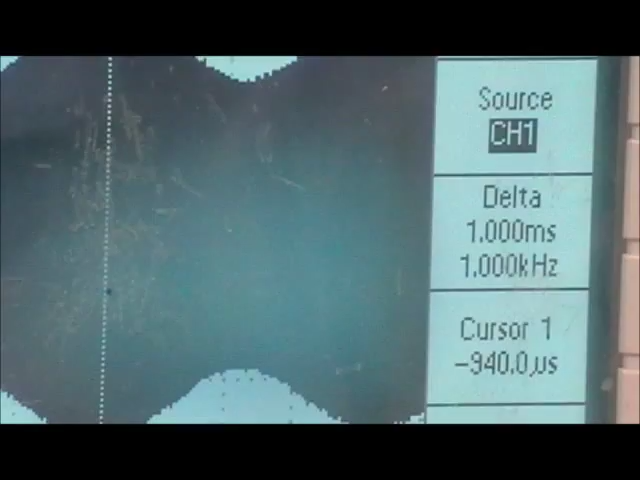 Source
CH1
Delta
1.000ms
1.000kHz
Cursor 1
-940.0µs